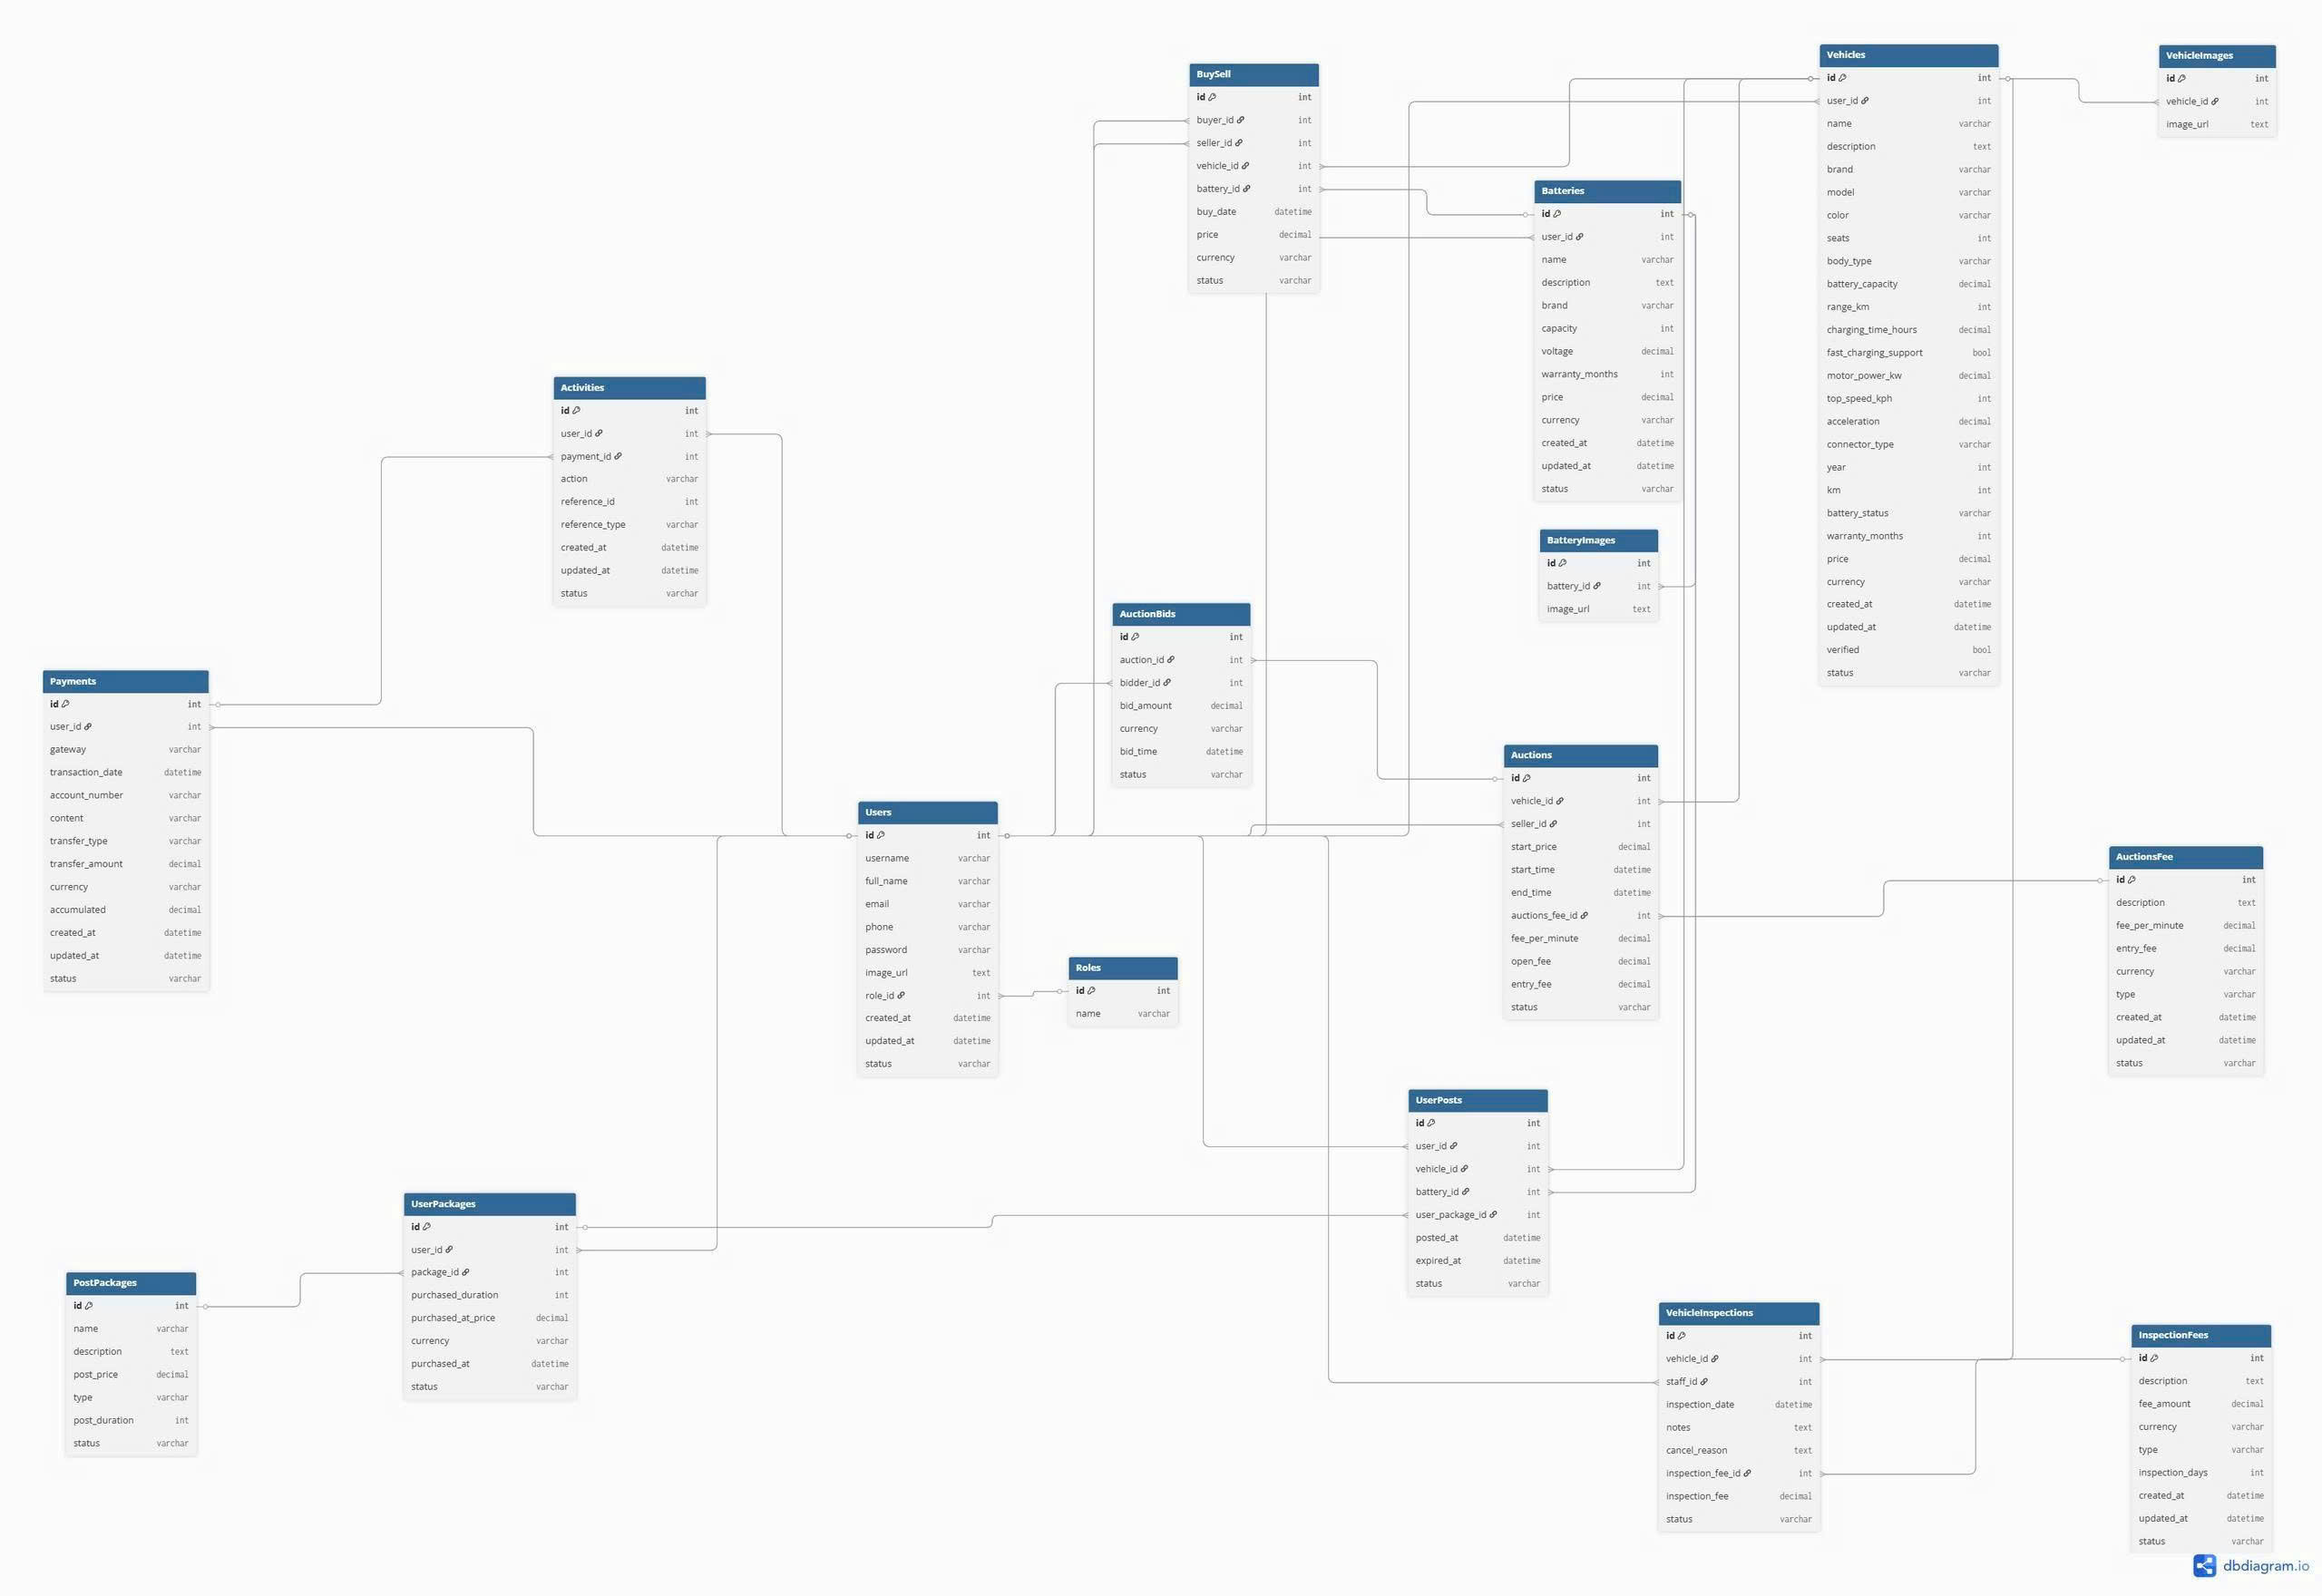 BuySell
id int
buyer_id int
seller_id int
vehicle_id int
battery_id int
buy_date datetime
price decimal
currency varchar
status varchar
Vehicles
id int
user_id int
name varchar
description text
brand varchar
model varchar
color varchar
seats int
body_type varchar
battery_capacity decimal
range_km int
charging_time_hours decimal
fast_charging_support bool
motor_power_kw decimal
top_speed_kph int
acceleration decimal
connector_type varchar
year int
km int
battery_status varchar
warranty_months int
price decimal
currency varchar
created_at datetime
updated_at datetime
verified bool
status varchar
VehicleImages
id int
vehicle_id int
image_url text
Batteries
id int
user_id int
name varchar
description text
brand varchar
capacity int
voltage decimal
warranty_months int
price decimal
currency varchar
created_at datetime
updated_at datetime
status varchar
Activities
id int
user_id int
payment_id int
action varchar
reference_id int
reference_type varchar
created_at datetime
updated_at datetime
status varchar
BatteryImages
id int
battery_id int
image_url text
AuctionBids
id int
auction_id int
bidder_id int
bid_amount decimal
currency varchar
bid_time datetime
status varchar
Payments
id int
user_id int
gateway varchar
transaction_date datetime
account_number varchar
content varchar
transfer_type varchar
transfer_amount decimal
currency varchar
accumulated decimal
created_at datetime
updated_at datetime
status varchar
Auctions
id int
vehicle_id int
seller_id int
start_price decimal
start_time datetime
end_time datetime
auctions_fee_id int
fee_per_minute decimal
open_fee decimal
entry_fee decimal
status varchar
Users
id int
username varchar
full_name varchar
email varchar
phone varchar
password varchar
image_url text
role_id int
created_at datetime
updated_at datetime
status varchar
AuctionsFee
id int
description text
fee_per_minute decimal
entry_fee decimal
currency varchar
type varchar
created_at datetime
updated_at datetime
status varchar
Roles
id int
name varchar
UserPosts
id int
user_id int
vehicle_id int
battery_id int
user_package_id int
posted_at datetime
expired_at datetime
status varchar
UserPackages
id int
user_id int
package_id int
purchased_duration int
purchased_at_price decimal
currency varchar
purchased_at datetime
status varchar
PostPackages
id int
name varchar
description text
post_price decimal
type varchar
post_duration int
status varchar
VehicleInspections
id int
vehicle_id int
staff_id int
inspection_date datetime
notes text
cancel_reason text
inspection_fee_id int
inspection_fee decimal
status varchar
InspectionFees
id int
description text
fee_amount decimal
currency varchar
type varchar
inspection_days int
created_at datetime
updated_at datetime
status varchar
dbdiagram.io